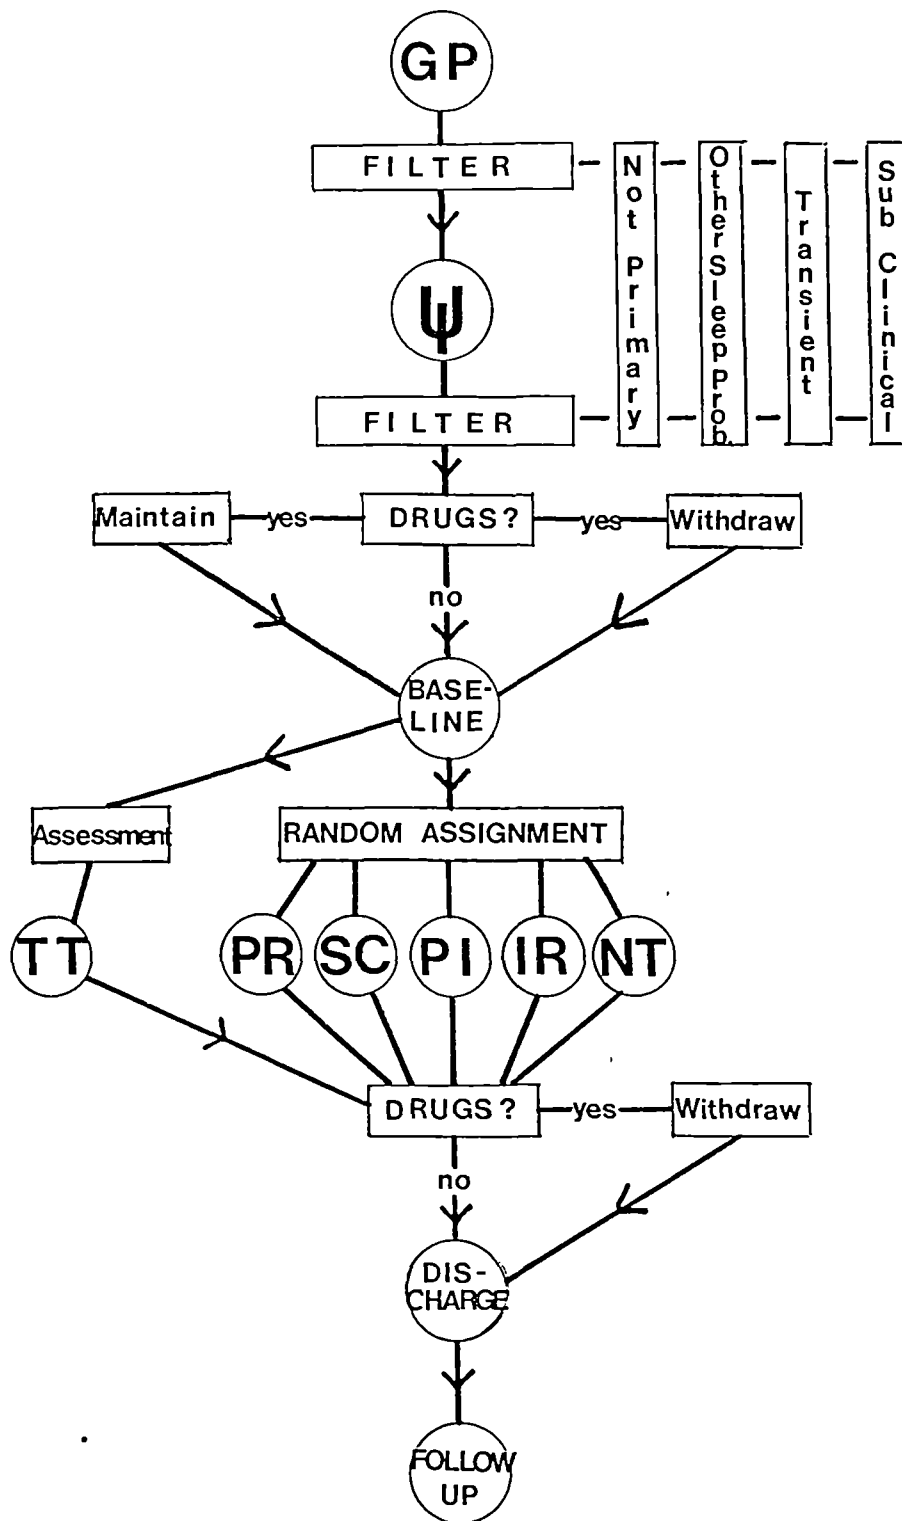 GP
FILTER
Not Primary
Other Sleep Prob.
Transient
Sub Clinical
Ψ
FILTER
Maintain
yes
DRUGS?
yes
Withdraw
no
BASE-
LINE
Assessment
RANDOM ASSIGNMENT
TT
PR
SC
PI
IR
NT
DRUGS?
yes
Withdraw
no
DIS-
CHARGE
FOLLOW
UP